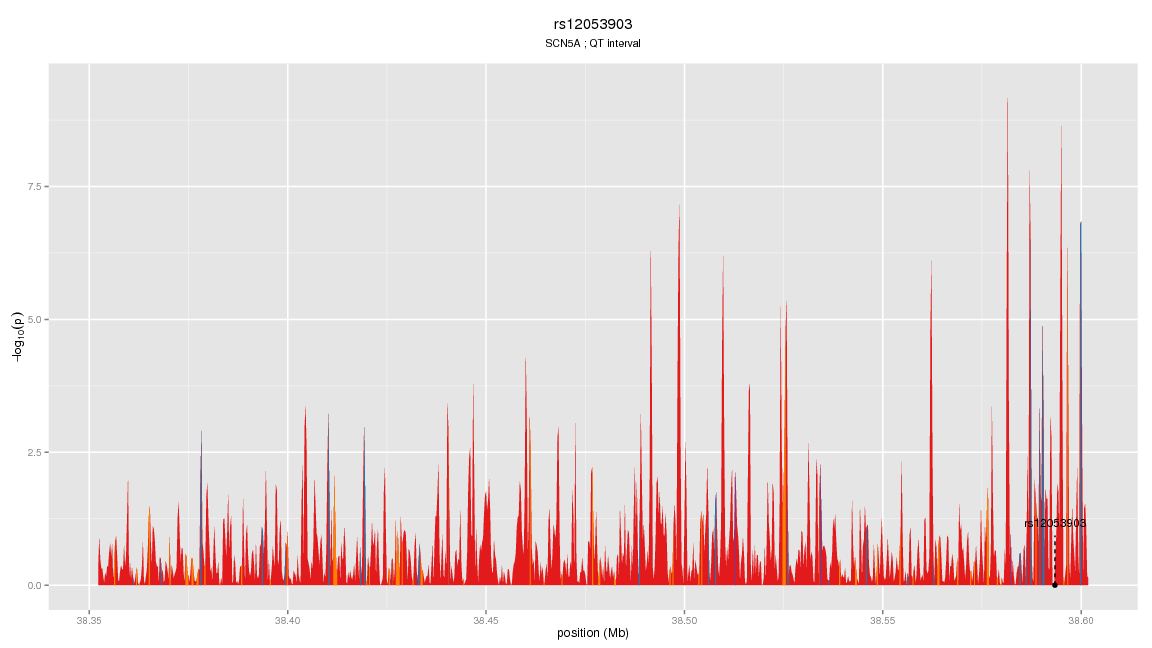 rs12053903
SCN5A ; QT interval
7.5
5.0
2.5
0.0
−log10(p)
rs12053903
38.35 38.40 38.45 38.50 38.55 38.60
position (Mb)